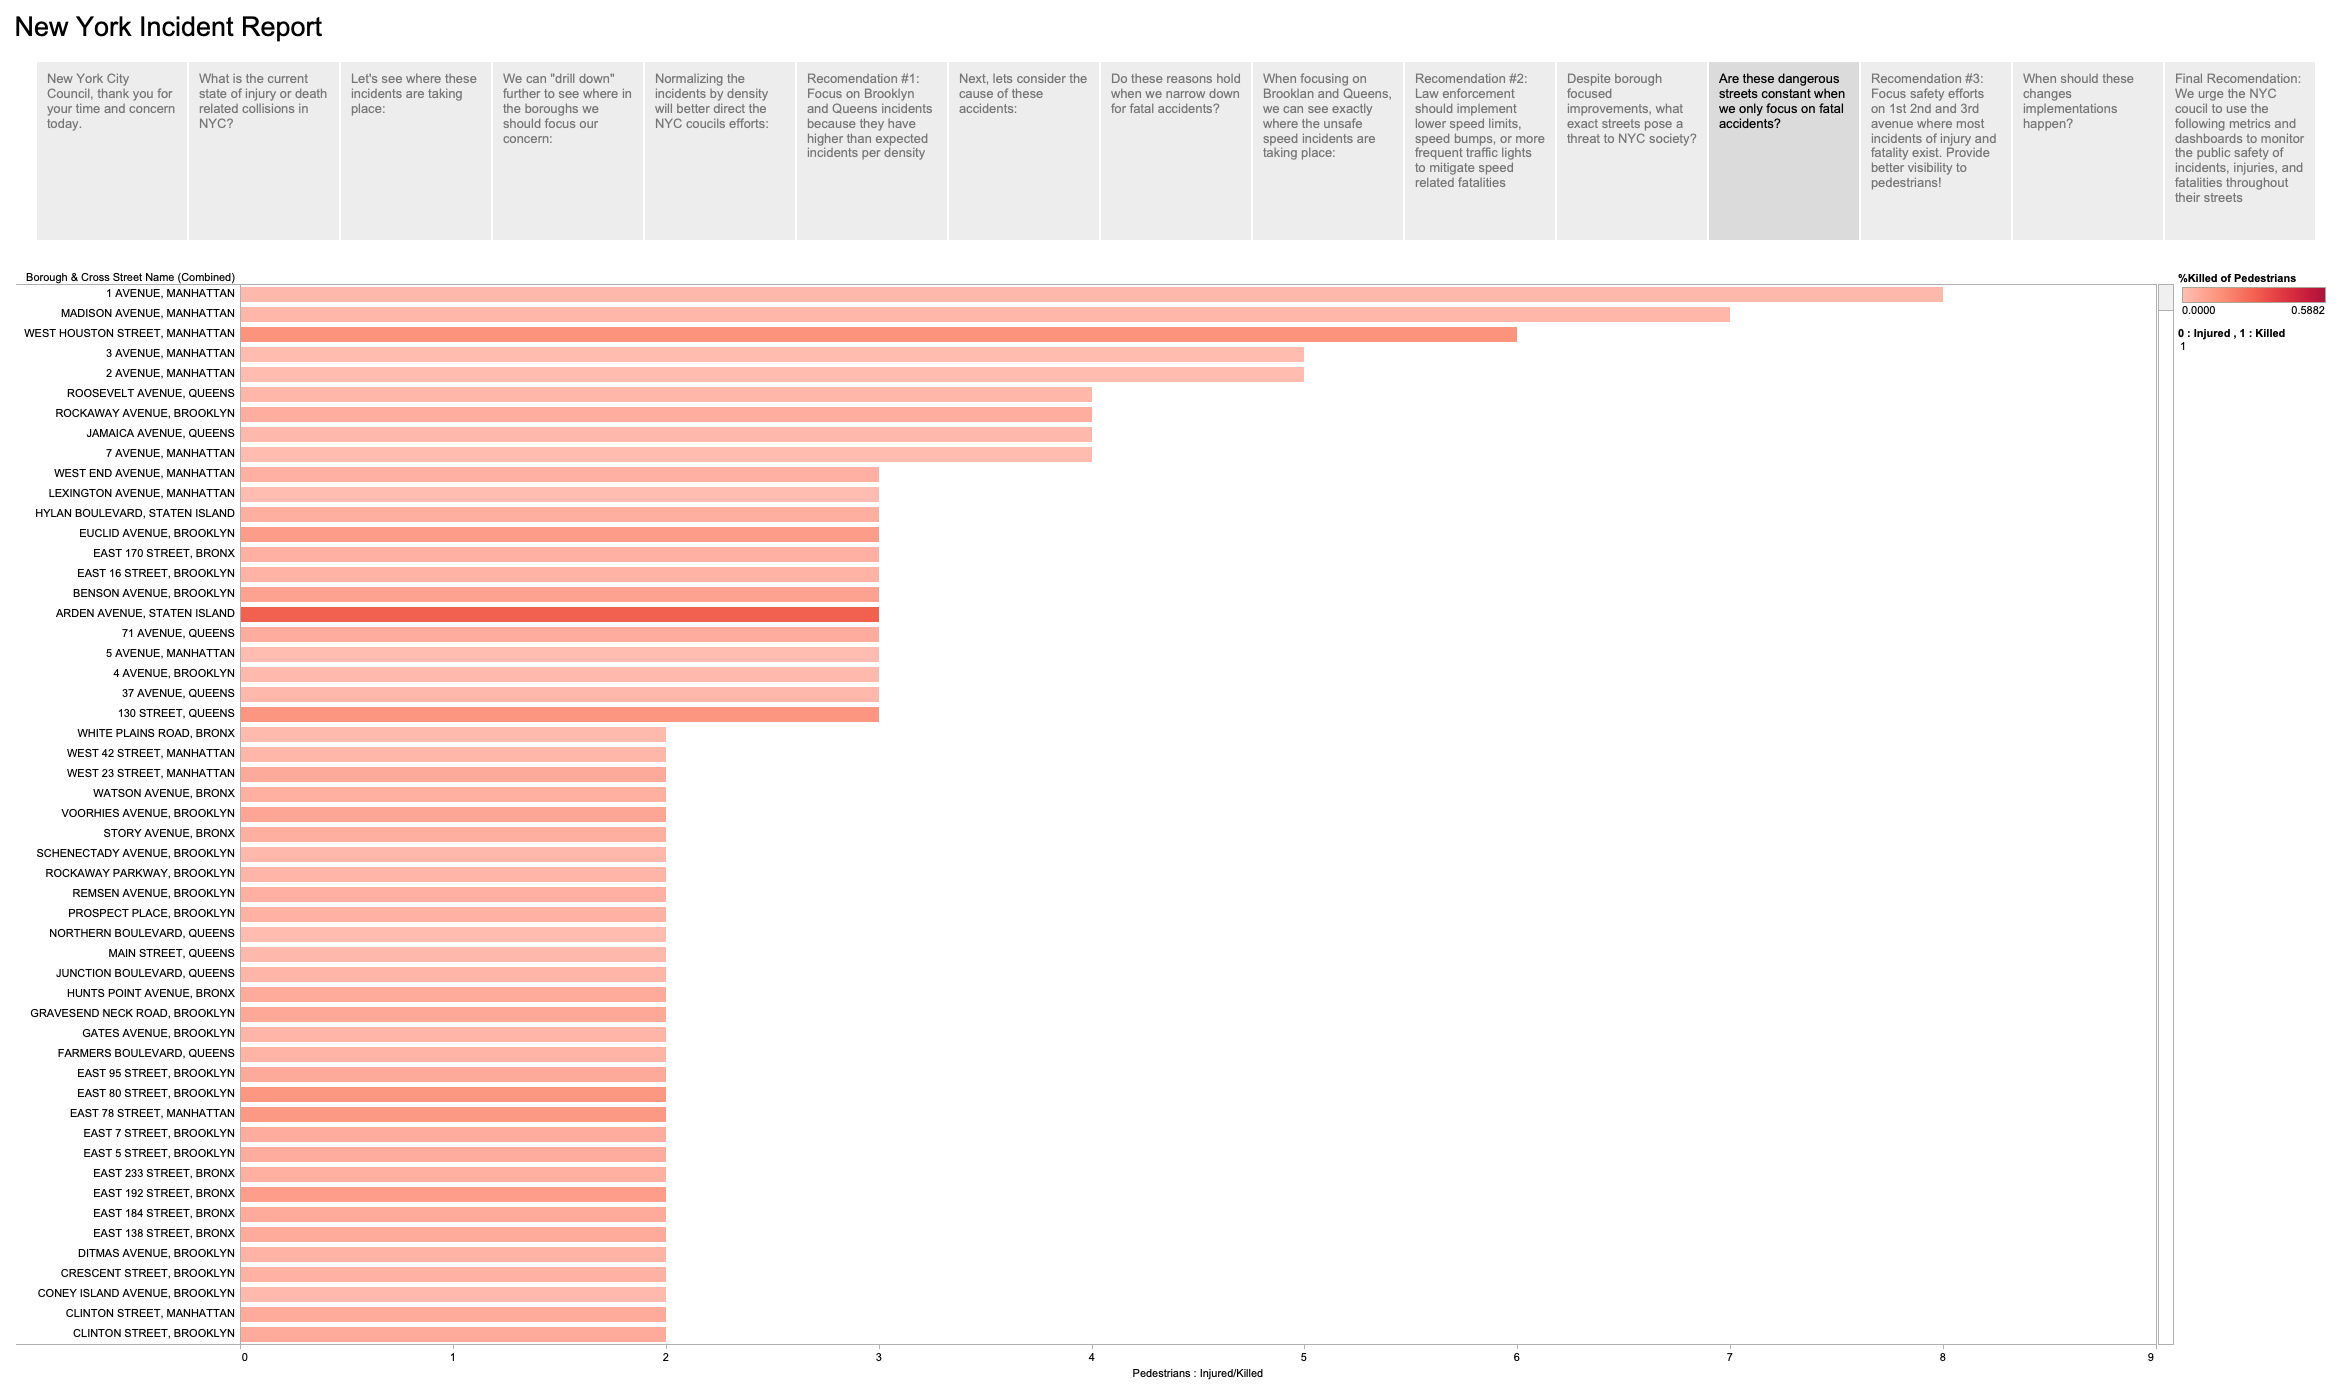 New York Incident Report
New York City
Council, thank you for
your time and concern
today.
What is the current
state of injury or death
related collisions in
NYC?
Let's see where these
incidents are taking
place:
We can "drill down"
further to see where in
the boroughs we
should focus our
concern:
Normalizing the
incidents by density
will better direct the
NYC coucils efforts:
Recomendation #1:
Focus on Brooklyn
and Queens incidents
because they have
higher than expected
incidents per density
Next, lets consider the
cause of these
accidents:
Do these reasons hold
when we narrow down
for fatal accidents?
When focusing on
Brooklan and Queens,
we can see exactly
where the unsafe
speed incidents are
taking place:
Recomendation #2:
Law enforcement
should implement
lower speed limits,
speed bumps, or more
frequent traffic lights
to mitigate speed
related fatalities
Despite borough
focused
improvements, what
exact streets pose a
threat to NYC society?
Are these dangerous
streets constant when
we only focus on fatal
accidents?
Recomendation #3:
Focus safety efforts
on 1st 2nd and 3rd
avenue where most
incidents of injury and
fatality exist. Provide
better visibility to
pedestrians!
When should these
changes
implementations
happen?
Final Recomendation:
We urge the NYC
coucil to use the
following metrics and
dashboards to monitor
the public safety of
incidents, injuries, and
fatalities throughout
their streets
Borough & Cross Street Name (Combined)
1 AVENUE, MANHATTAN
MADISON AVENUE, MANHATTAN
WEST HOUSTON STREET, MANHATTAN
3 AVENUE, MANHATTAN
2 AVENUE, MANHATTAN
ROOSEVELT AVENUE, QUEENS
ROCKAWAY AVENUE, BROOKLYN
JAMAICA AVENUE, QUEENS
7 AVENUE, MANHATTAN
WEST END AVENUE, MANHATTAN
LEXINGTON AVENUE, MANHATTAN
HYLAN BOULEVARD, STATEN ISLAND
EUCLID AVENUE, BROOKLYN
EAST 170 STREET, BRONX
EAST 16 STREET, BROOKLYN
BENSON AVENUE, BROOKLYN
ARDEN AVENUE, STATEN ISLAND
71 AVENUE, QUEENS
5 AVENUE, MANHATTAN
4 AVENUE, BROOKLYN
37 AVENUE, QUEENS
130 STREET, QUEENS
WHITE PLAINS ROAD, BRONX
WEST 42 STREET, MANHATTAN
WEST 23 STREET, MANHATTAN
WATSON AVENUE, BRONX
VOORHIES AVENUE, BROOKLYN
STORY AVENUE, BRONX
SCHENECTADY AVENUE, BROOKLYN
ROCKAWAY PARKWAY, BROOKLYN
REMSEN AVENUE, BROOKLYN
PROSPECT PLACE, BROOKLYN
NORTHERN BOULEVARD, QUEENS
MAIN STREET, QUEENS
JUNCTION BOULEVARD, QUEENS
HUNTS POINT AVENUE, BRONX
GRAVESEND NECK ROAD, BROOKLYN
GATES AVENUE, BROOKLYN
FARMERS BOULEVARD, QUEENS
EAST 95 STREET, BROOKLYN
EAST 80 STREET, BROOKLYN
EAST 78 STREET, MANHATTAN
EAST 7 STREET, BROOKLYN
EAST 5 STREET, BROOKLYN
EAST 233 STREET, BRONX
EAST 192 STREET, BRONX
EAST 184 STREET, BRONX
EAST 138 STREET, BRONX
DITMAS AVENUE, BROOKLYN
CRESCENT STREET, BROOKLYN
CONEY ISLAND AVENUE, BROOKLYN
CLINTON STREET, MANHATTAN
CLINTON STREET, BROOKLYN
0 1 2 3 4 5 6 7 8 9
Pedestrians : Injured/Killed
%Killed of Pedestrians
0.0000 0.5882
0 : Injured , 1 : Killed
1